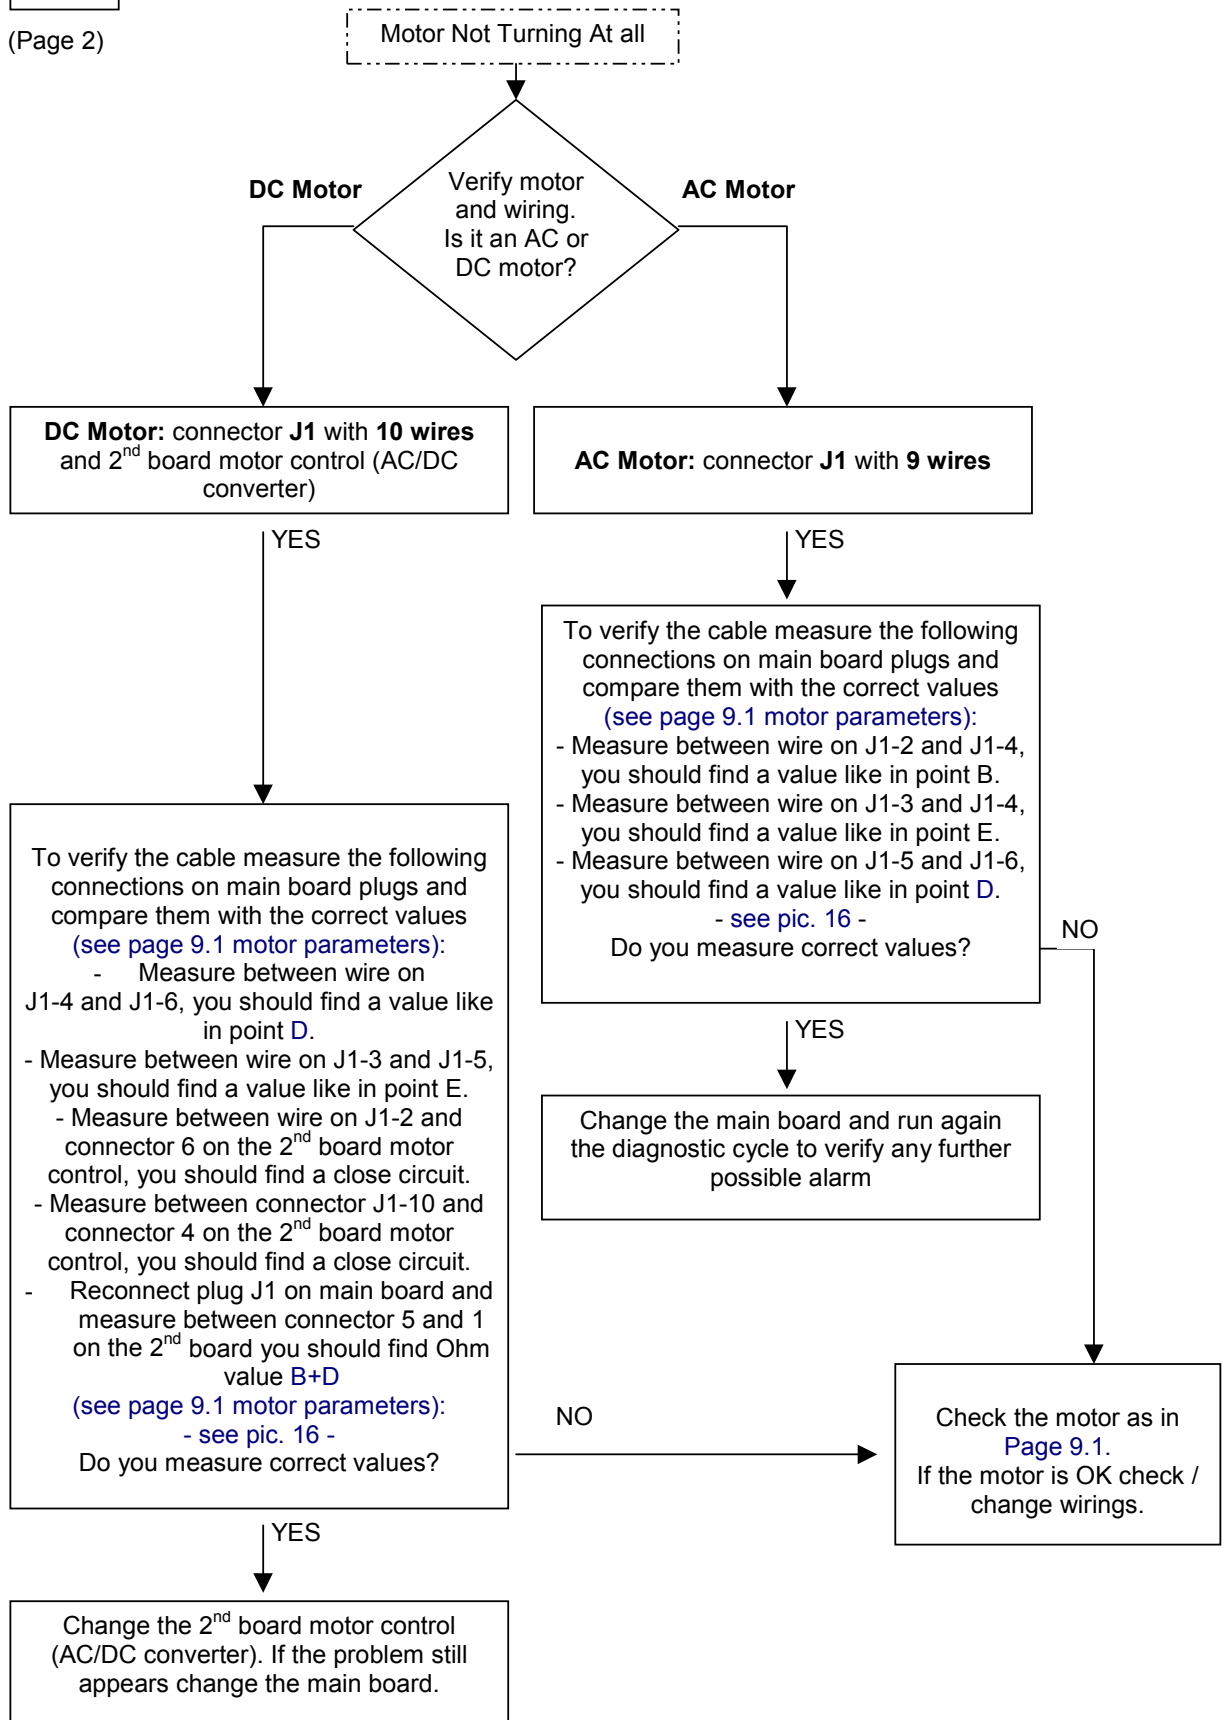 (Page 2)
Motor Not Turning At all
Verify motor
and wiring.
Is it an AC or
DC motor?
DC Motor
AC Motor
DC Motor: connector J1 with 10 wires
and 2nd board motor control (AC/DC
converter)
AC Motor: connector J1 with 9 wires
YES
YES
To verify the cable measure the following
connections on main board plugs and
compare them with the correct values
(see page 9.1 motor parameters):
- Measure between wire on J1-2 and J1-4,
you should find a value like in point B.
- Measure between wire on J1-3 and J1-4,
you should find a value like in point E.
- Measure between wire on J1-5 and J1-6,
you should find a value like in point D.
- see pic. 16 -
Do you measure correct values?
NO
YES
Change the main board and run again
the diagnostic cycle to verify any further
possible alarm
To verify the cable measure the following
connections on main board plugs and
compare them with the correct values
(see page 9.1 motor parameters):
- Measure between wire on
J1-4 and J1-6, you should find a value like
in point D.
- Measure between wire on J1-3 and J1-5,
you should find a value like in point E.
- Measure between wire on J1-2 and
connector 6 on the 2nd board motor
control, you should find a close circuit.
- Measure between connector J1-10 and
connector 4 on the 2nd board motor
control, you should find a close circuit.
- Reconnect plug J1 on main board and
measure between connector 5 and 1
on the 2nd board you should find Ohm
value B+D
(see page 9.1 motor parameters):
- see pic. 16 -
Do you measure correct values?
NO
Check the motor as in
Page 9.1.
If the motor is OK check /
change wirings.
YES
Change the 2nd board motor control
(AC/DC converter). If the problem still
appears change the main board.